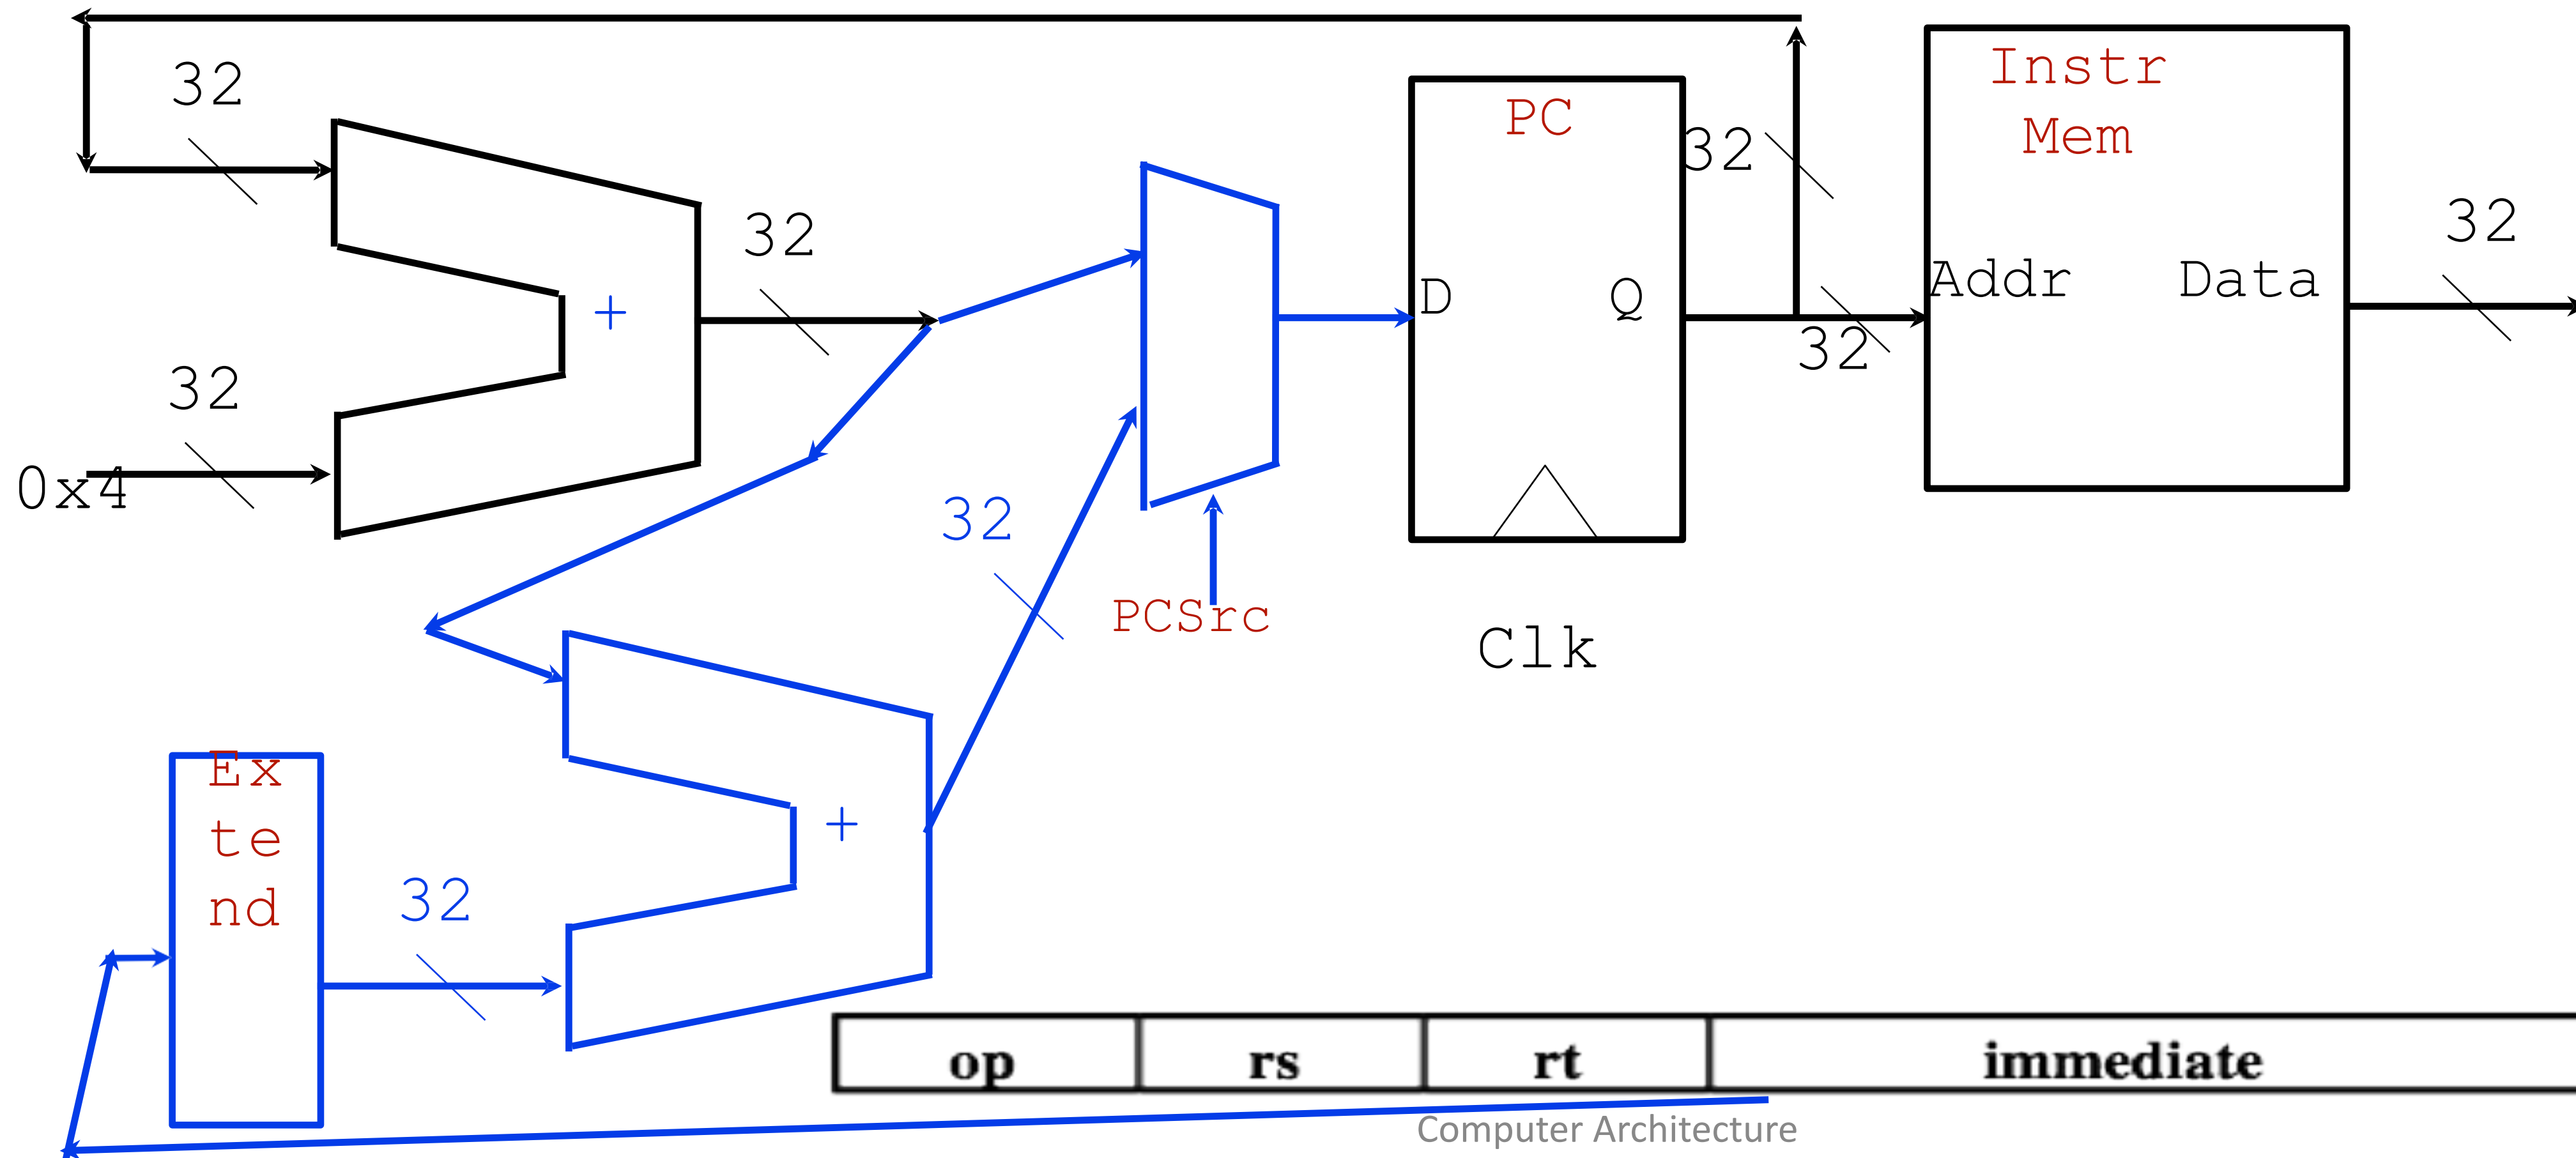 32
32
0x4
+
32
32
PCSrc
PC
D
Q
Clk
32
32
Instr
Mem
Addr
Data
32
Ex
te
nd
32
+
op
rs
rt
immediate
Computer Architecture